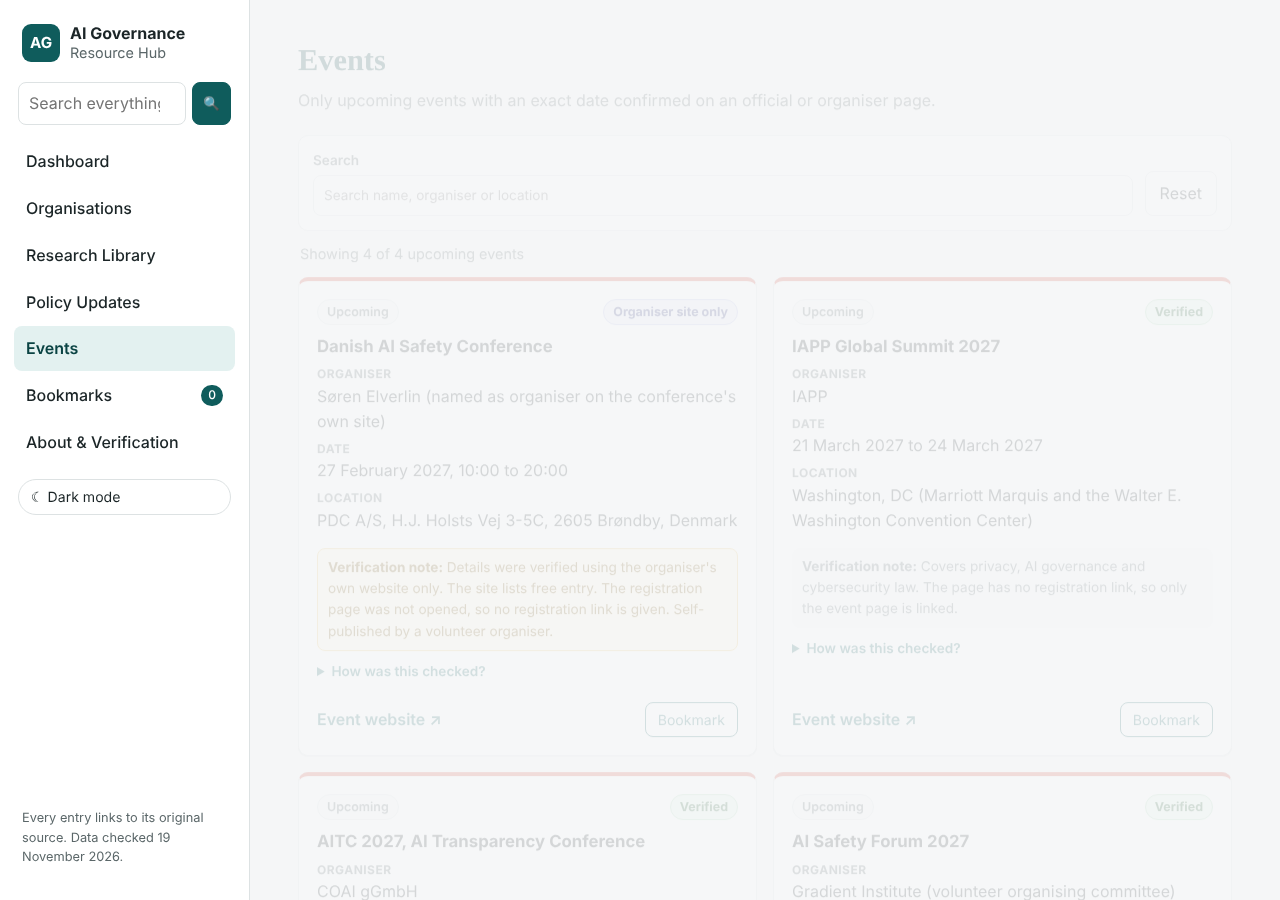 AG
AI Governance
Resource Hub
Search everything
🔍
Dashboard
Organisations
Research Library
Policy Updates
Events
Bookmarks 0
About & Verification
☾ Dark mode
Every entry links to its original
source. Data checked 19
November 2026.
Events
Only upcoming events with an exact date confirmed on an official or organiser page.
Search
Search name, organiser or location
Reset
Showing 4 of 4 upcoming events
Upcoming
Organiser site only
Danish AI Safety Conference
ORGANISER
Søren Elverlin (named as organiser on the conference's
own site)
DATE
27 February 2027, 10:00 to 20:00
LOCATION
PDC A/S, H.J. Holsts Vej 3-5C, 2605 Brøndby, Denmark
Verification note: Details were verified using the organiser's
own website only. The site lists free entry. The registration
page was not opened, so no registration link is given. Self-
published by a volunteer organiser.
▶ How was this checked?
Event website ↗
Bookmark
Upcoming
Verified
IAPP Global Summit 2027
ORGANISER
IAPP
DATE
21 March 2027 to 24 March 2027
LOCATION
Washington, DC (Marriott Marquis and the Walter E.
Washington Convention Center)
Verification note: Covers privacy, AI governance and
cybersecurity law. The page has no registration link, so only
the event page is linked.
▶ How was this checked?
Event website ↗
Bookmark
Upcoming
Verified
AITC 2027, AI Transparency Conference
ORGANISER
COAI gGmbH
Upcoming
Verified
AI Safety Forum 2027
ORGANISER
Gradient Institute (volunteer organising committee)